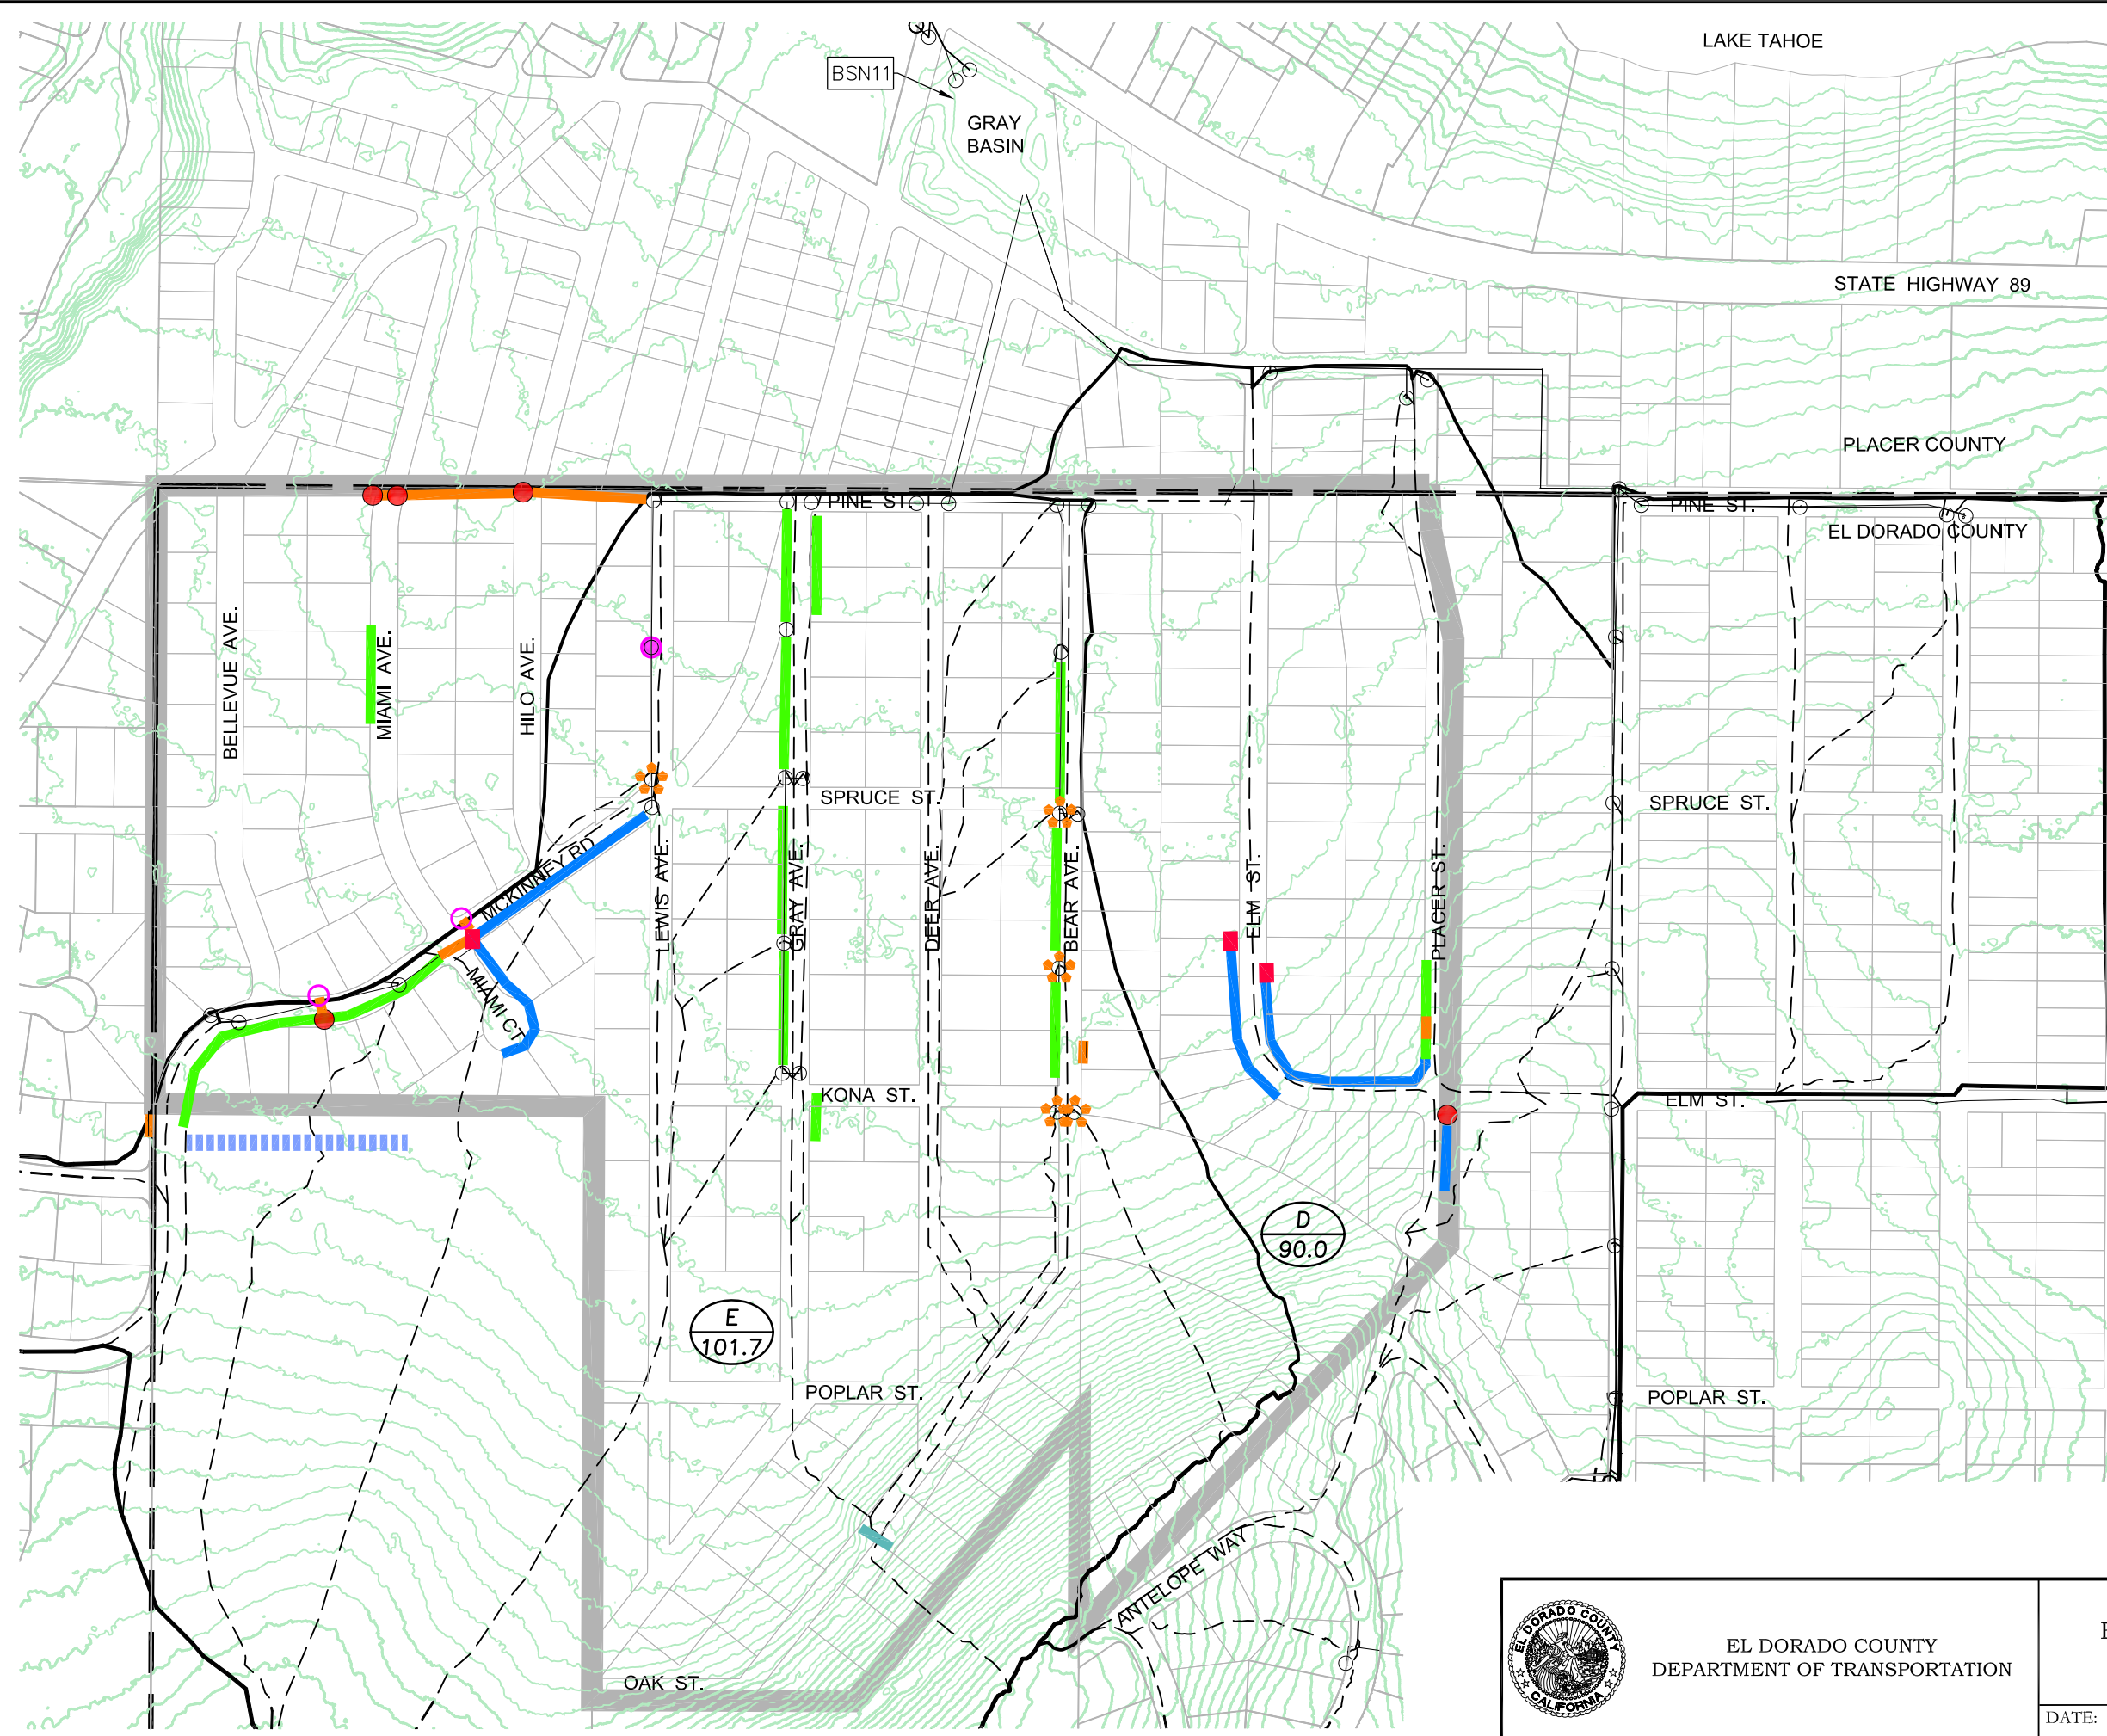 LAKE TAHOE
BSN11
GRAY
BASIN
STATE HIGHWAY 89
PLACER COUNTY
PINE ST.
PINE ST.
EL DORADO COUNTY
BELLEVUE AVE.
MIAMI AVE.
HILO AVE.
SPRUCE ST.
SPRUCE ST.
MCKINNEY RD
LEWIS AVE.
GRAY AVE.
DEER AVE.
BEAR AVE.
ELM ST.
PLACER ST.
MIAMI CT.
KONA ST.
ELM ST.
D
90.0
E
101.7
POPLAR ST.
POPLAR ST.
ANTELOPE WAY
OAK ST.
EL DORADO COUNTY
CALIFORNIA
EL DORADO COUNTY
DEPARTMENT OF TRANSPORTATION
DATE: